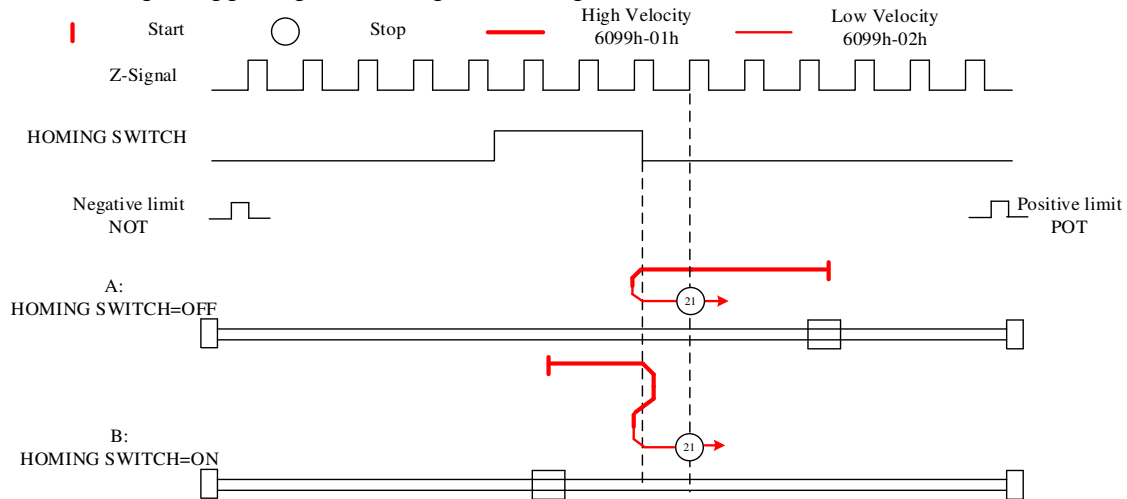 Start
Stop
High Velocity
6099h-01h
Low Velocity
6099h-02h
Z-Signal
HOMING SWITCH
Negative limit
NOT
Positive limit
POT
A:
HOMING SWITCH=OFF
21
B:
HOMING SWITCH=ON
21